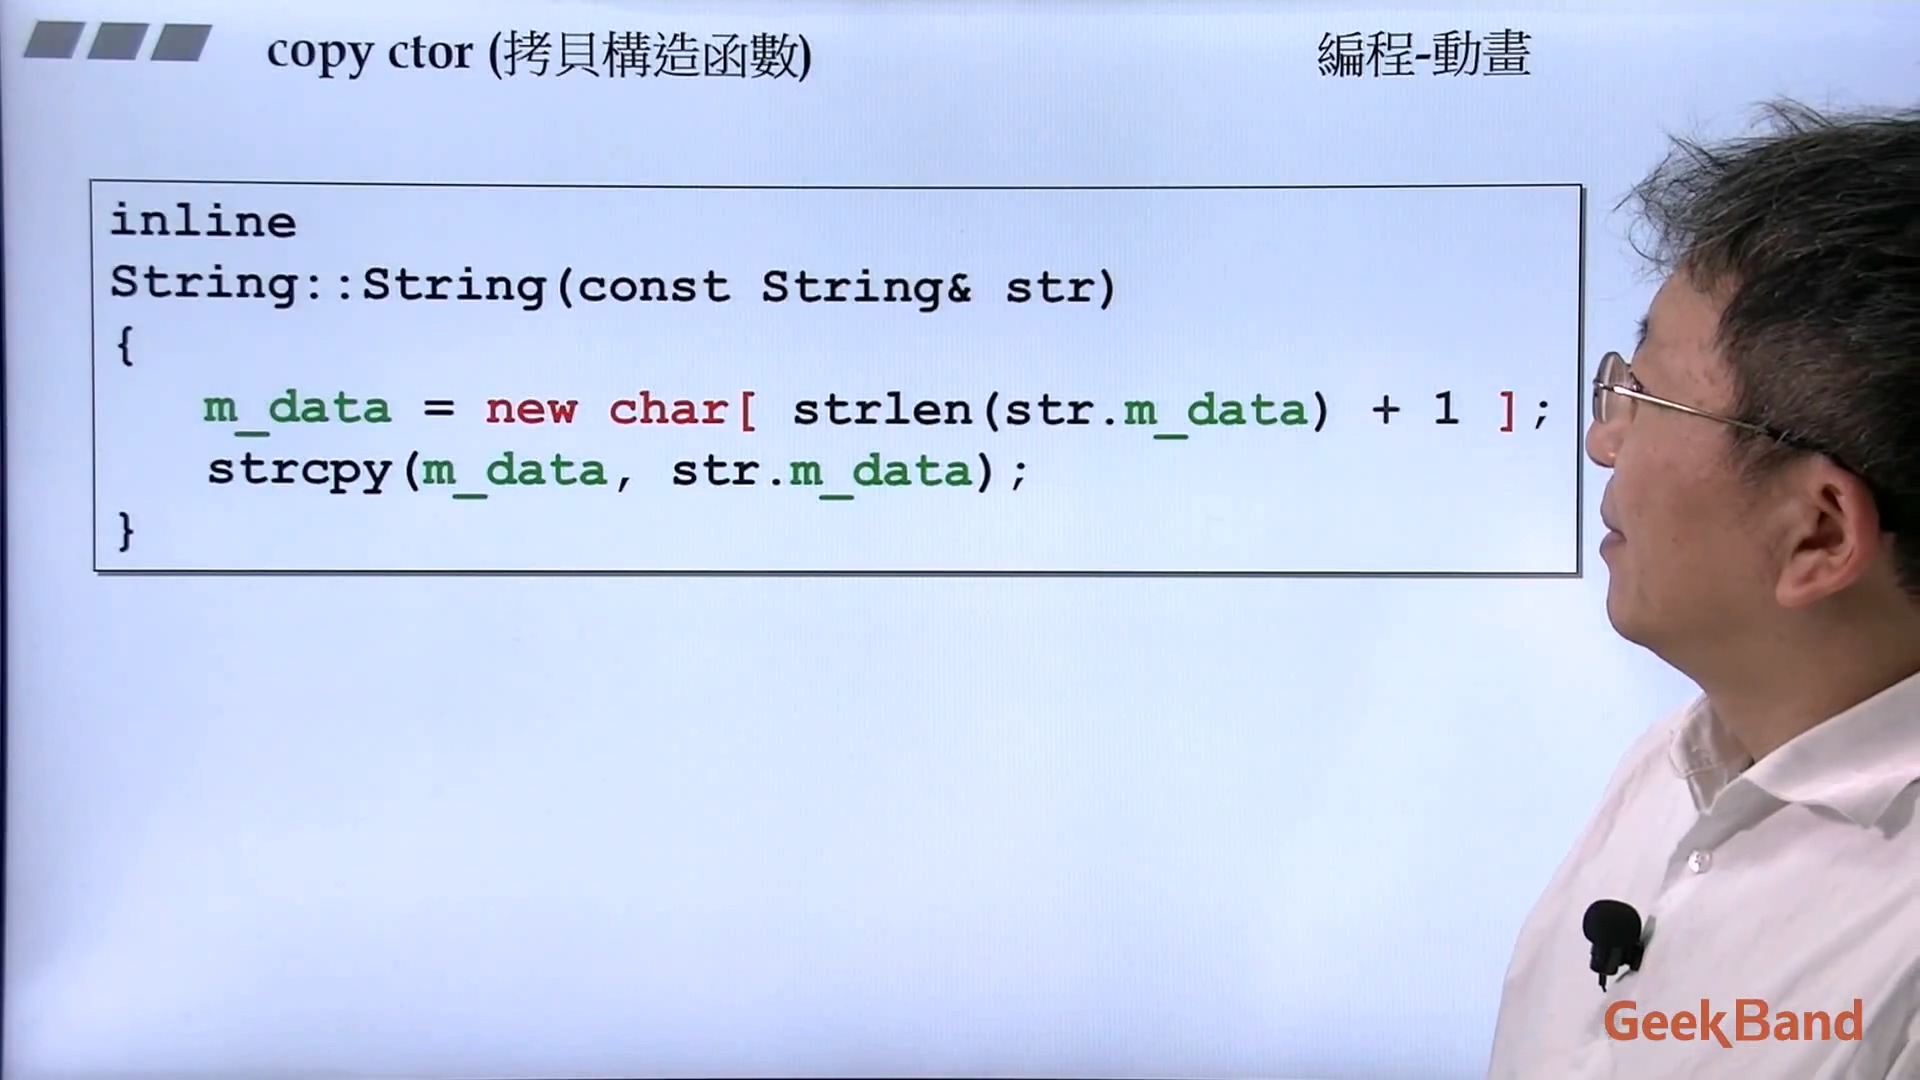 copy ctor (拷貝構造函數)
編程-動畫
inline
String::String(const String& str)
{
m_data = new char[ strlen(str.m_data) + 1 ];
strcpy(m_data, str.m_data);
}
GeekBand